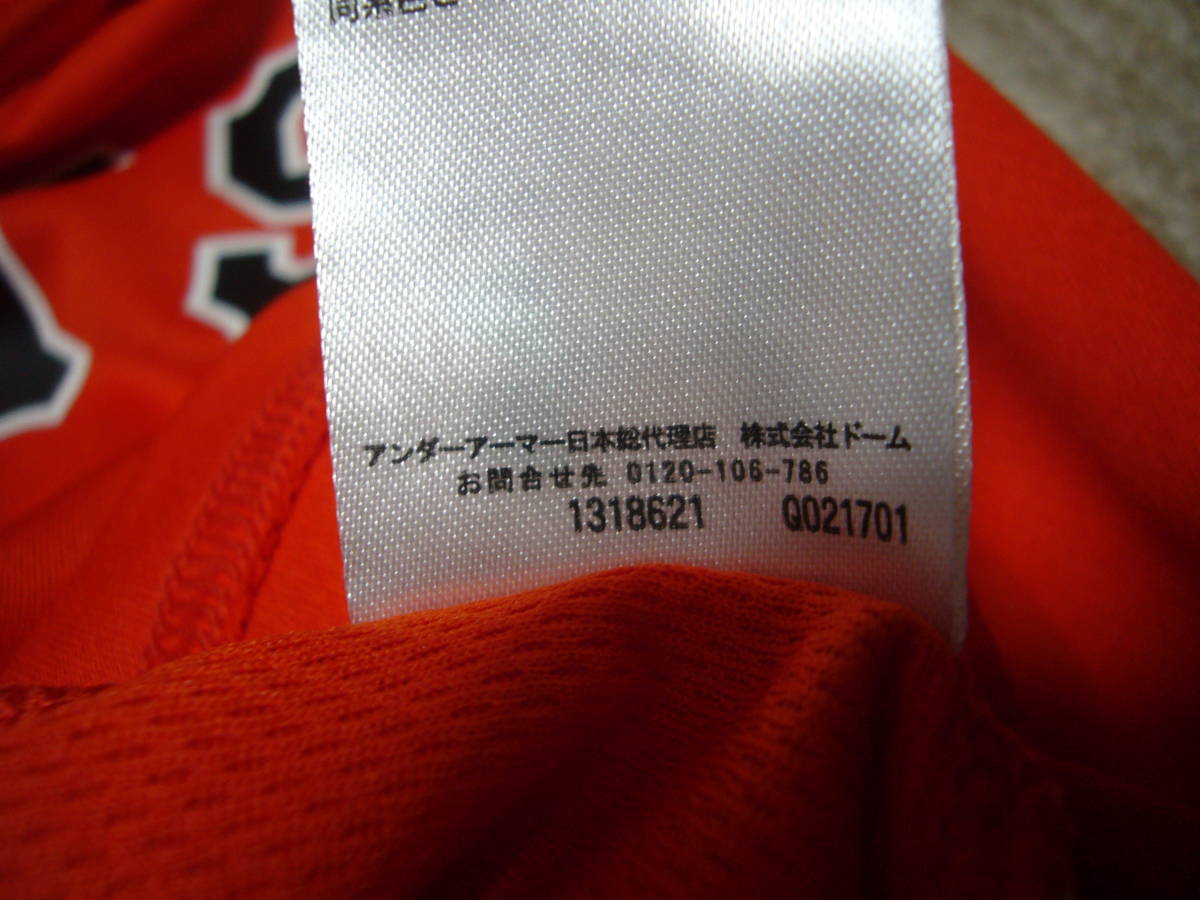 アンダーアーマー日本総代理店 株式会社ドーム
お問合せ先 0120-106-786
1318621 Q021701